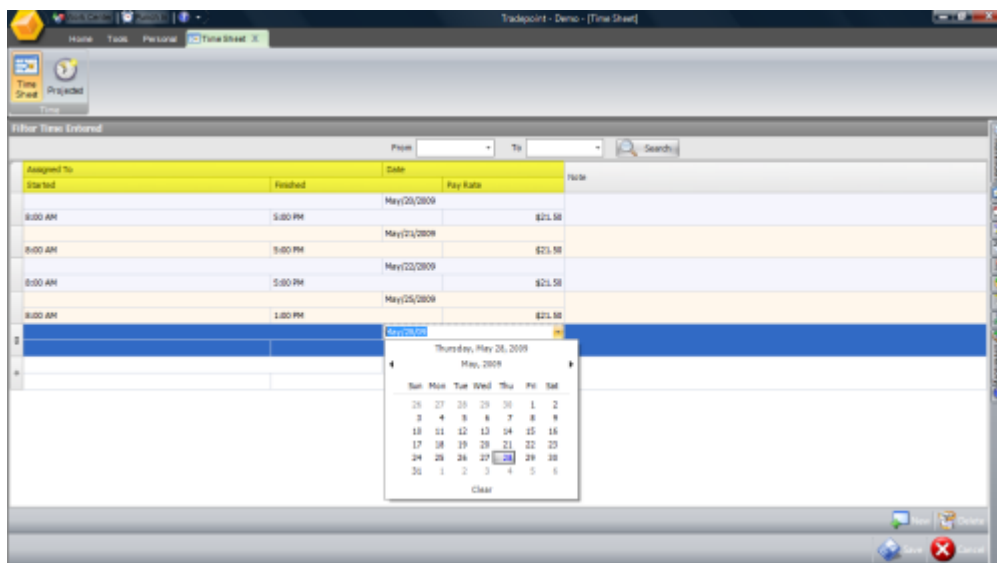 Tradepoint - Demo - [Time Sheet]
Home Tools Personal Time Sheet X
Time Sheet
Projected
Time
Filter Time Entered
From To Search
Assigned To Date Note
Started Finished Pay Rate
May/20/2009
8:00 AM 5:00 PM $21.50
May/21/2009
8:00 AM 5:00 PM $21.50
May/22/2009
8:00 AM 5:00 PM $21.50
May/25/2009
8:00 AM 1:00 PM $21.50
May/28/09
Thursday, May 28, 2009
May, 2009
Sun Mon Tue Wed Thu Fri Sat
26 27 28 29 30 1 2
3 4 5 6 7 8 9
10 11 12 13 14 15 16
17 18 19 20 21 22 23
24 25 26 27 28 29 30
31 1 2 3 4 5 6
Clear
New Delete
Save Cancel